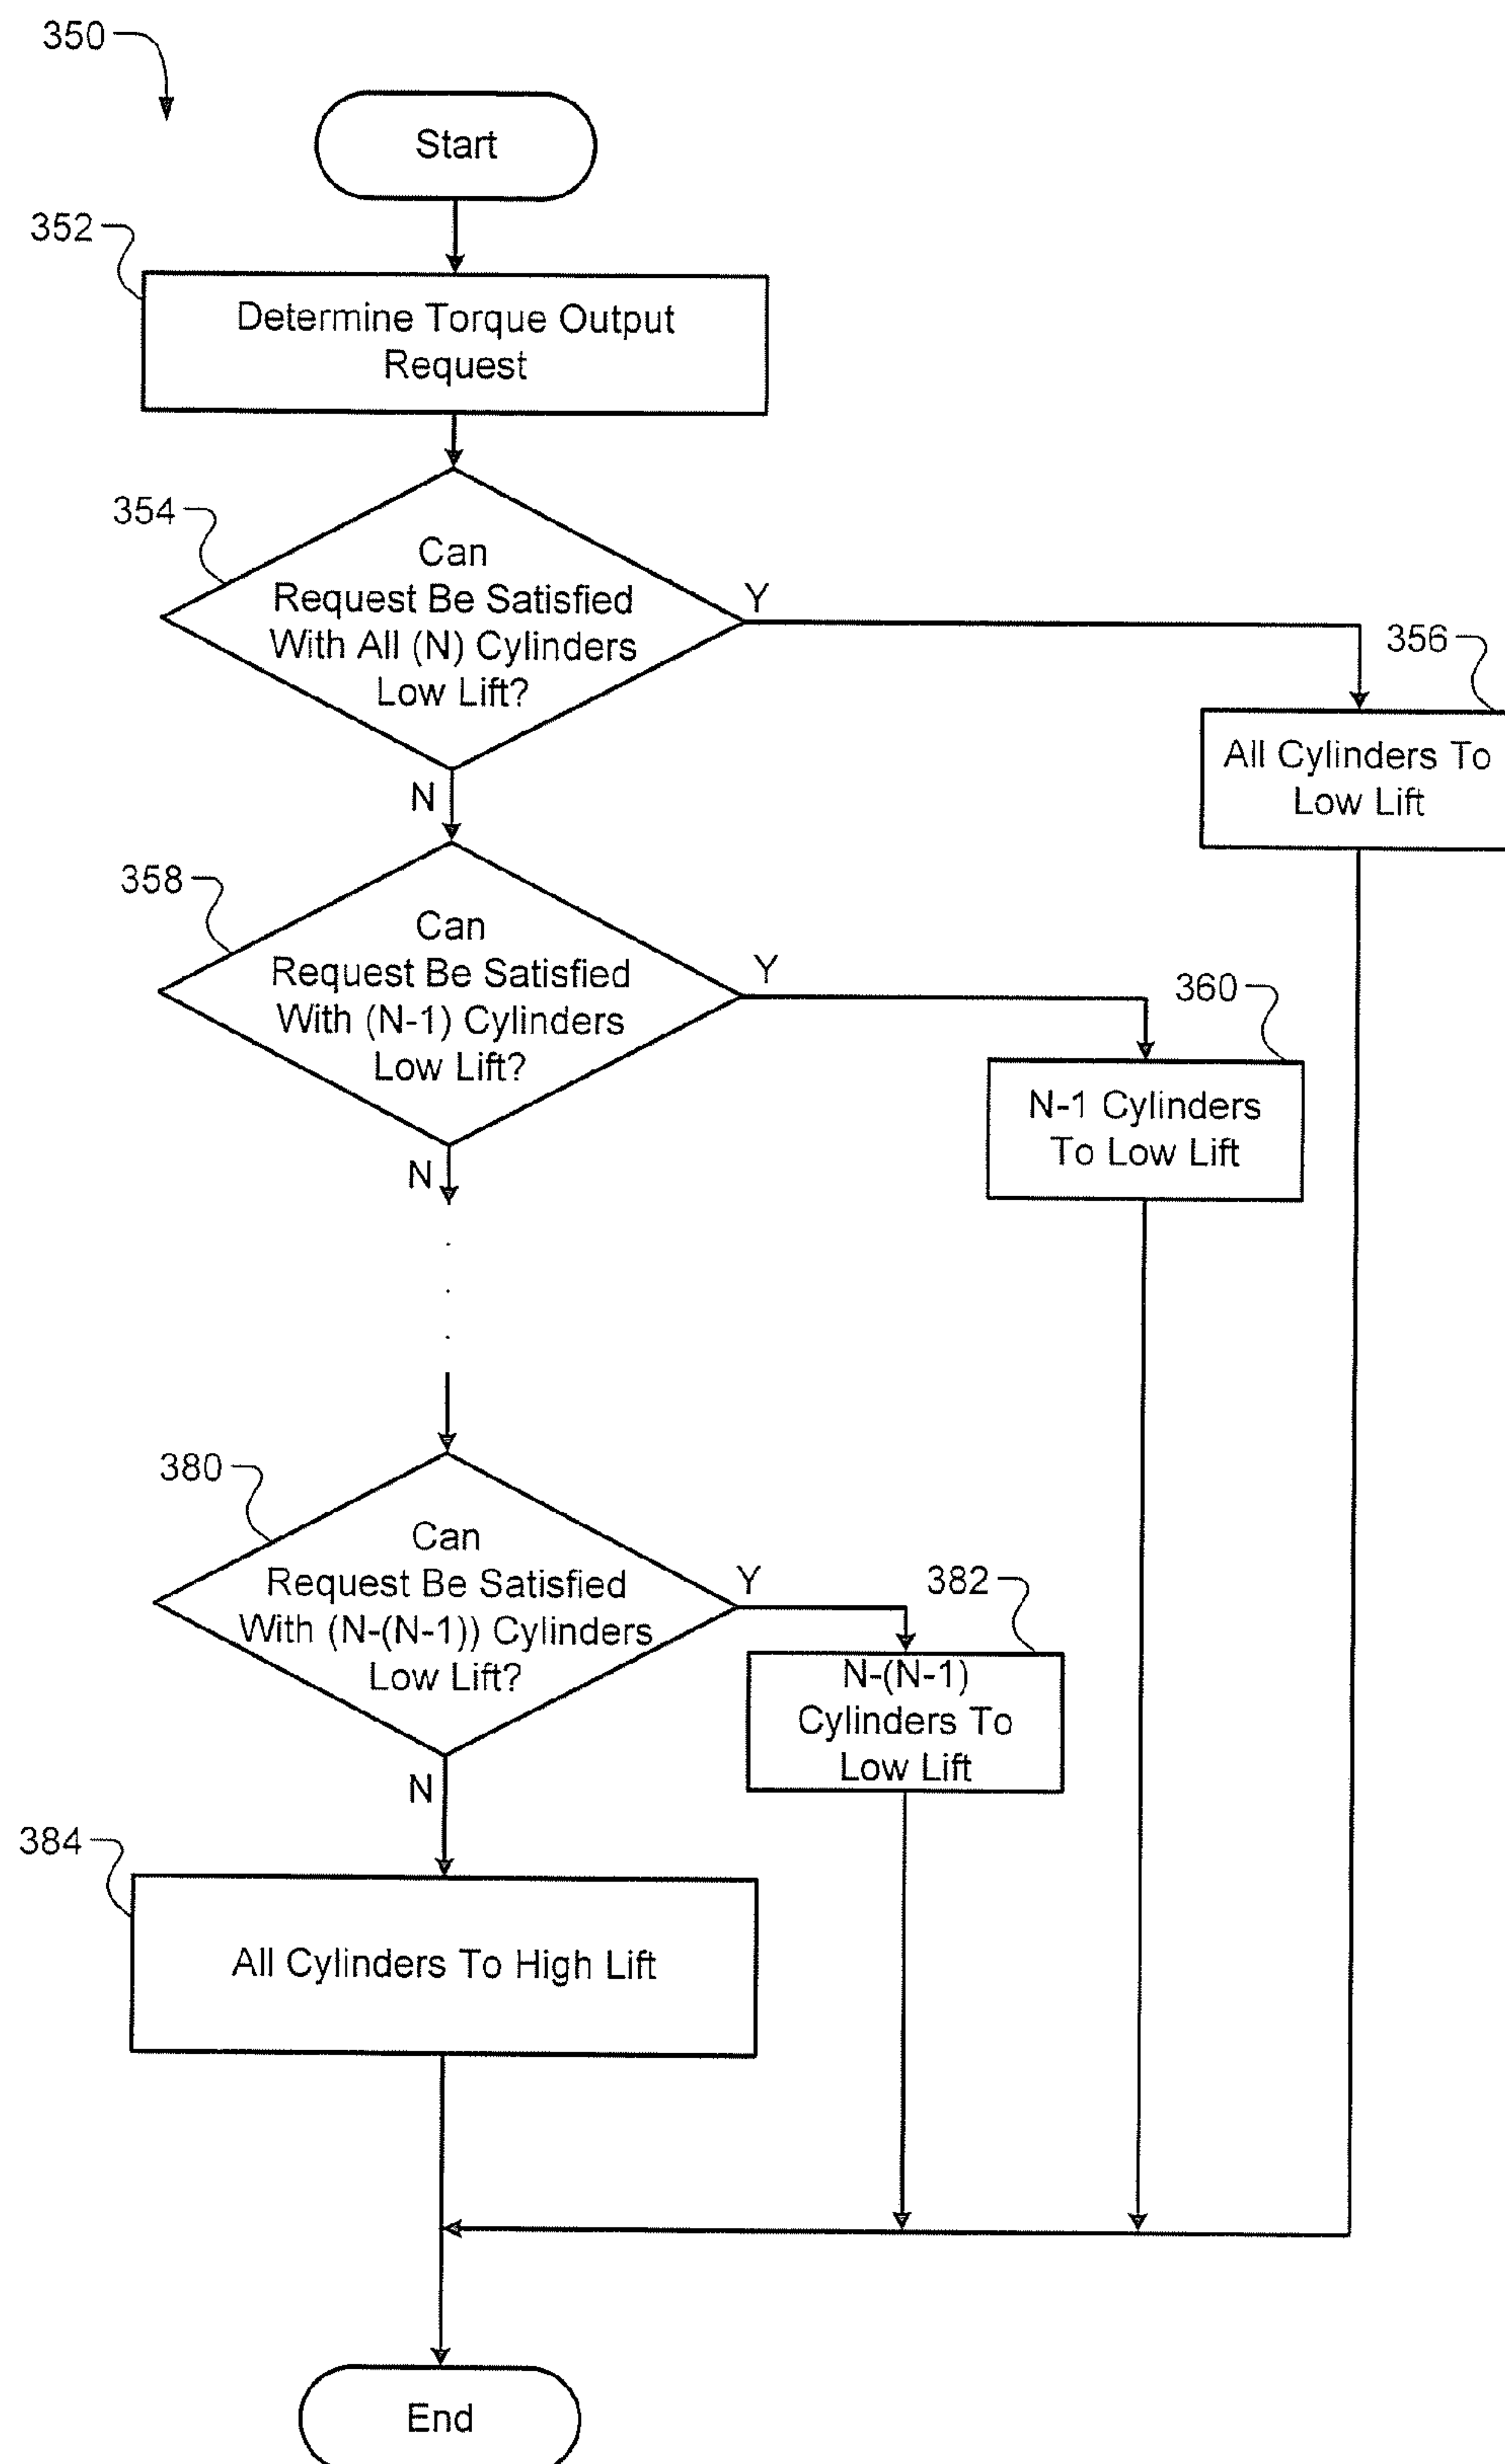 350
Start
352
Determine Torque Output
Request
354
Can
Request Be Satisfied
With All (N) Cylinders
Low Lift?
Y
356
All Cylinders To
Low Lift
N
358
Can
Request Be Satisfied
With (N-1) Cylinders
Low Lift?
Y
360
N-1 Cylinders
To Low Lift
N
.
.
.
380
Can
Request Be Satisfied
With (N-(N-1)) Cylinders
Low Lift?
Y
382
N-(N-1)
Cylinders To
Low Lift
N
384
All Cylinders To High Lift
End